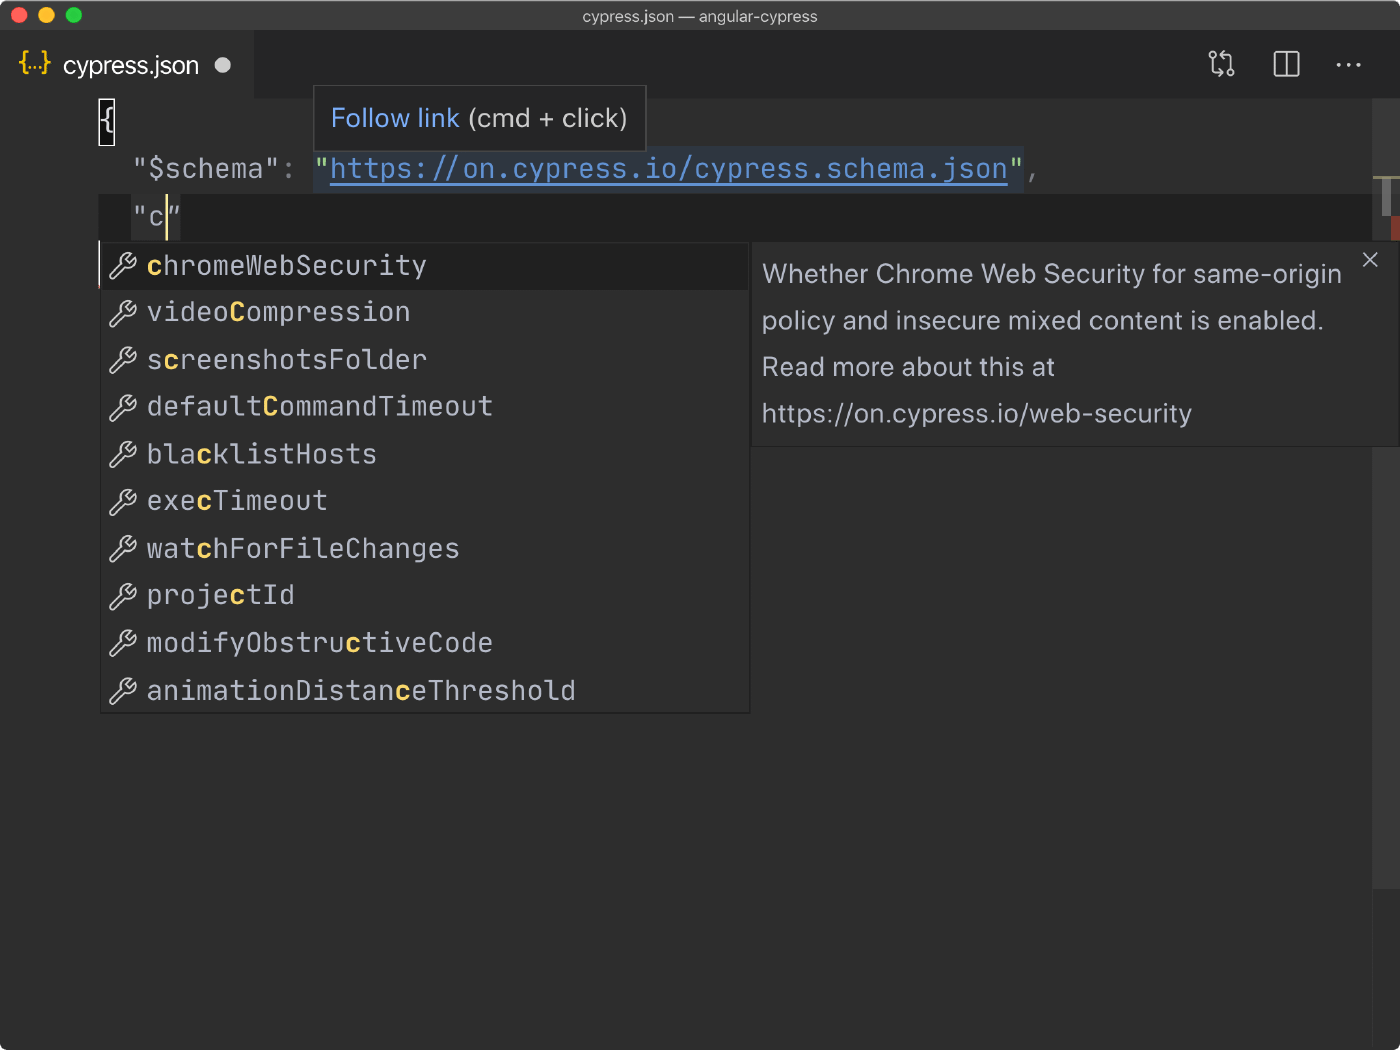 cypress.json — angular-cypress
{...} cypress.json
{
Follow link (cmd + click)
"$schema": "https://on.cypress.io/cypress.schema.json",
"c"
chromeWebSecurity
videoCompression
screenshotsFolder
defaultCommandTimeout
blacklistHosts
execTimeout
watchForFileChanges
projectId
modifyObstructiveCode
animationDistanceThreshold
Whether Chrome Web Security for same-origin
policy and insecure mixed content is enabled.
Read more about this at
https://on.cypress.io/web-security